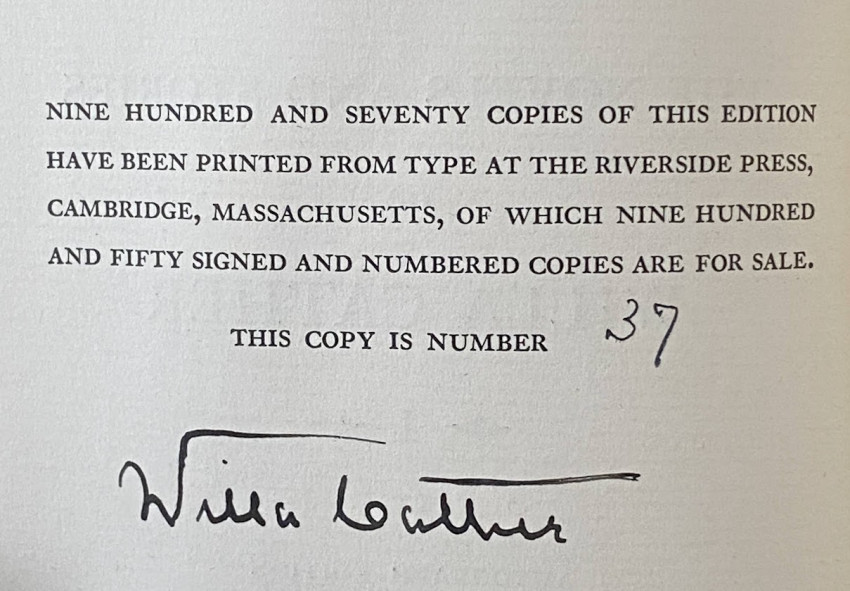 NINE HUNDRED AND SEVENTY COPIES OF THIS EDITION
HAVE BEEN PRINTED FROM TYPE AT THE RIVERSIDE PRESS,
CAMBRIDGE, MASSACHUSETTS, OF WHICH NINE HUNDRED
AND FIFTY SIGNED AND NUMBERED COPIES ARE FOR SALE.
THIS COPY IS NUMBER 37
Willa Cather